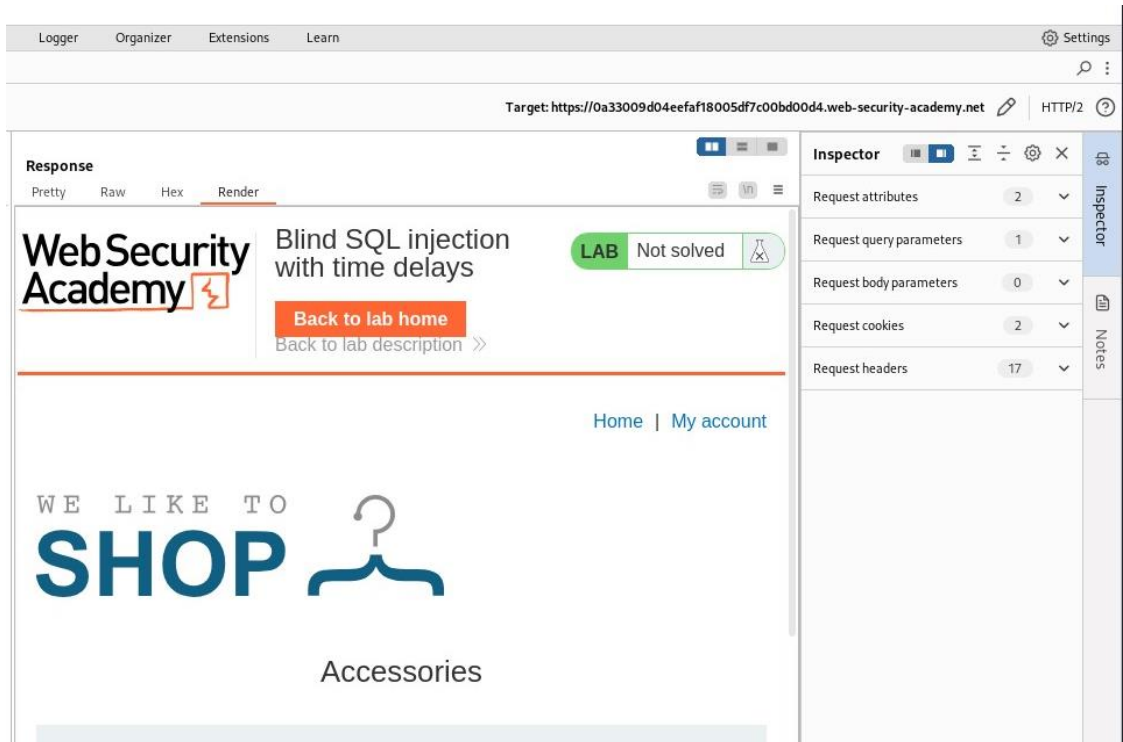 Logger Organizer Extensions Learn Settings
Target: https://0a33009d04eefaf18005df7c00bd00d4.web-security-academy.net HTTP/2
Response
Pretty Raw Hex Render
\n
WebSecurity
Academy
Blind SQL injection
with time delays
LAB Not solved
Back to lab home
Back to lab description
Home | My account
WE LIKE TO
SHOP
Accessories
Inspector
Request attributes 2
Request query parameters 1
Request body parameters 0
Request cookies 2
Request headers 17
Inspector
Notes